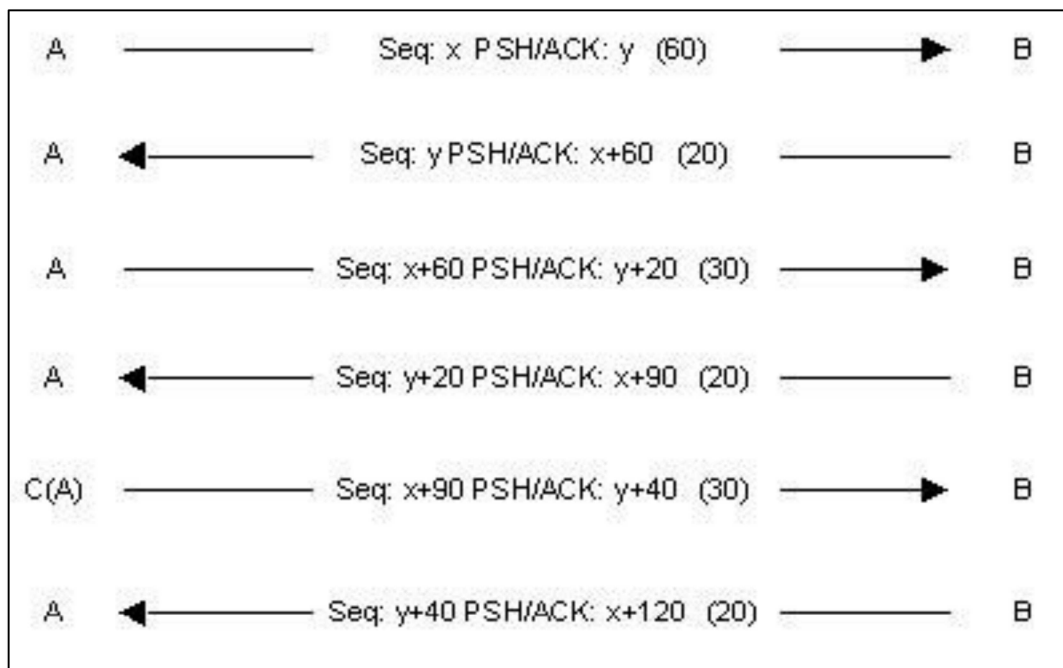 A Seq: x PSH/ACK: y (60) B
A Seq: y PSH/ACK: x+60 (20) B
A Seq: x+60 PSH/ACK: y+20 (30) B
A Seq: y+20 PSH/ACK: x+90 (20) B
C(A) Seq: x+90 PSH/ACK: y+40 (30) B
A Seq: y+40 PSH/ACK: x+120 (20) B